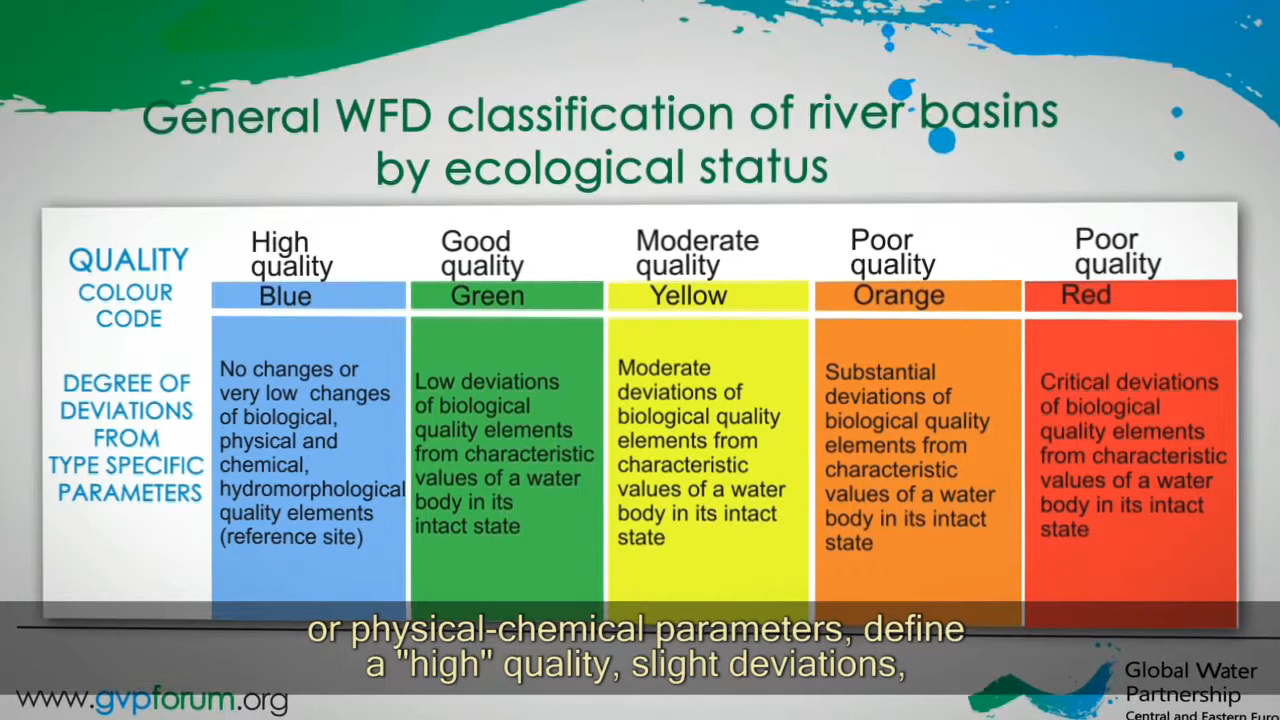 General WFD classification of river basins
by ecological status
QUALITY
COLOUR
CODE
High
quality
Blue
Good
quality
Green
Moderate
quality
Yellow
Poor
quality
Orange
Poor
quality
Red
DEGREE OF
DEVIATIONS
FROM
TYPE SPECIFIC
PARAMETERS
No changes or
very low changes
of biological,
physical and
chemical,
hydromorphological
quality elements
(reference site)
Low deviations
of biological
quality elements
from characteristic
values of a water
body in its
intact state
Moderate
deviations of
biological quality
elements from
characteristic
values of a water
body in its intact
state
Substantial
deviations of
biological quality
elements from
characteristic
values of a water
body in its intact
state
Critical deviations
of biological
quality elements
from characteristic
values of a water
body in its intact
state
or physical-chemical parameters, define
a "high" quality, slight deviations,
www.gvpforum.org
Global Water
Partnership
Central and Eastern Euro